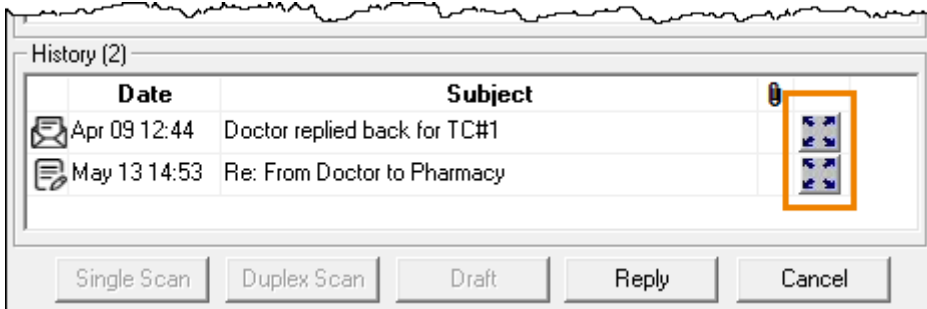 History (2)
Date Subject
Apr 09 12:44 Doctor replied back for TC#1
May 13 14:53 Re: From Doctor to Pharmacy
Single Scan Duplex Scan Draft Reply Cancel